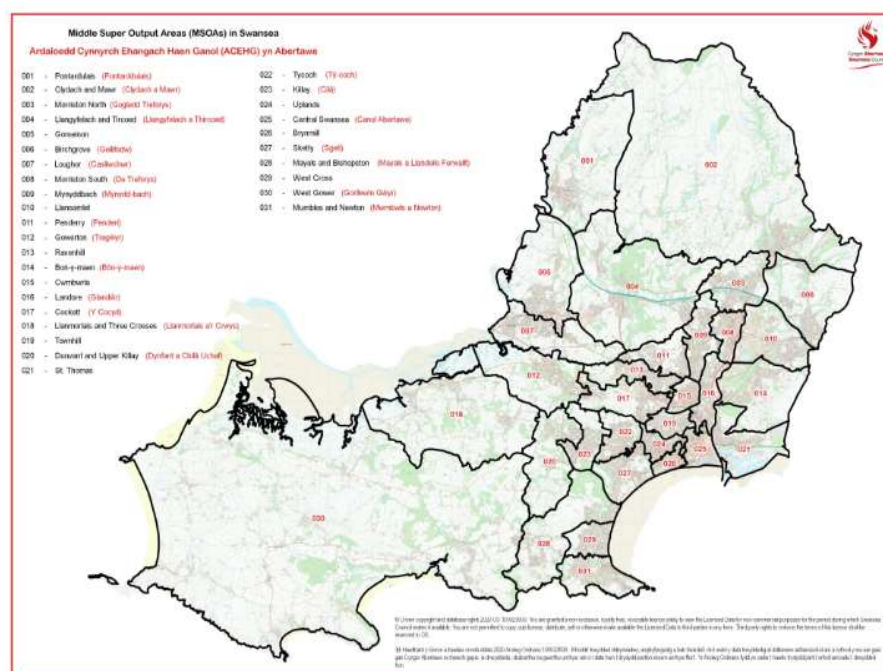 Middle Super Output Areas (MSOAs) in Swansea
Ardaloedd Cynnyrch Ehangach Haen Ganol (ACEHG) yn Abertawe
001 - Pontarddulais (Pontarddulais)
002 - Clydach and Mawr (Clydach a Mawr)
003 - Morriston North (Gogledd Treforys)
004 - Llangyfelach and Tircoed (Llangyfelach a Thircoed)
005 - Gorseinon
006 - Birchgrove (Gellifedw)
007 - Loughor (Casllwchwr)
008 - Morriston South (De Treforys)
009 - Mynyddbach (Mynydd-bach)
010 - Llansamlet
011 - Penderry (Penderi)
012 - Gowerton (Tregŵyr)
013 - Ravenhill
014 - Bon-y-maen (Bôn-y-maen)
015 - Cwmbwrla
016 - Landore (Glandŵr)
017 - Cockett (Y Cocyd)
018 - Llanmorlais and Three Crosses (Llanmorlais a'r Crwys)
019 - Townhill
020 - Dunvant and Upper Killay (Dynfant a Chilâ Uchaf)
021 - St. Thomas
022 - Tycoch (Tŷ-coch)
023 - Killay (Cilâ)
024 - Uplands
025 - Central Swansea (Canol Abertawe)
026 - Brynmill
027 - Sketty (Sgeti)
028 - Mayals and Bishopston (Mayals a Llandeilo Ferwallt)
029 - West Cross
030 - West Gower (Gorllewin Gŵyr)
031 - Mumbles and Newton (Mwmbwls a Newton)
Cyngor Abertawe
Swansea Council
001
002
005
004
003
006
007
009
008
010
011
013
012
017
015
016
014
018
022
019
020
023
024
025
021
026
027
030
028
029
031